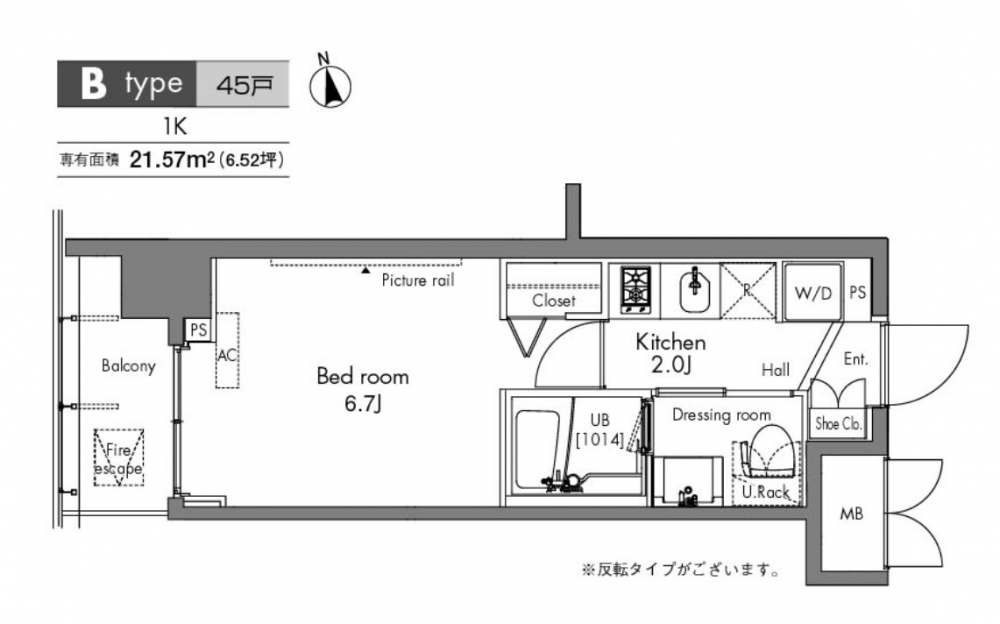 B type 45戸
N
1K
専有面積 21.57m²(6.52坪)
Picture rail
Closet
R.
W/D
PS
PS
AC
Kitchen
2.0J
Hall
Ent.
Balcony
Bed room
6.7J
Fire
escape
UB
[1014]
Dressing room
Shoe Clo.
U.Rack
MB
※反転タイプがございます。